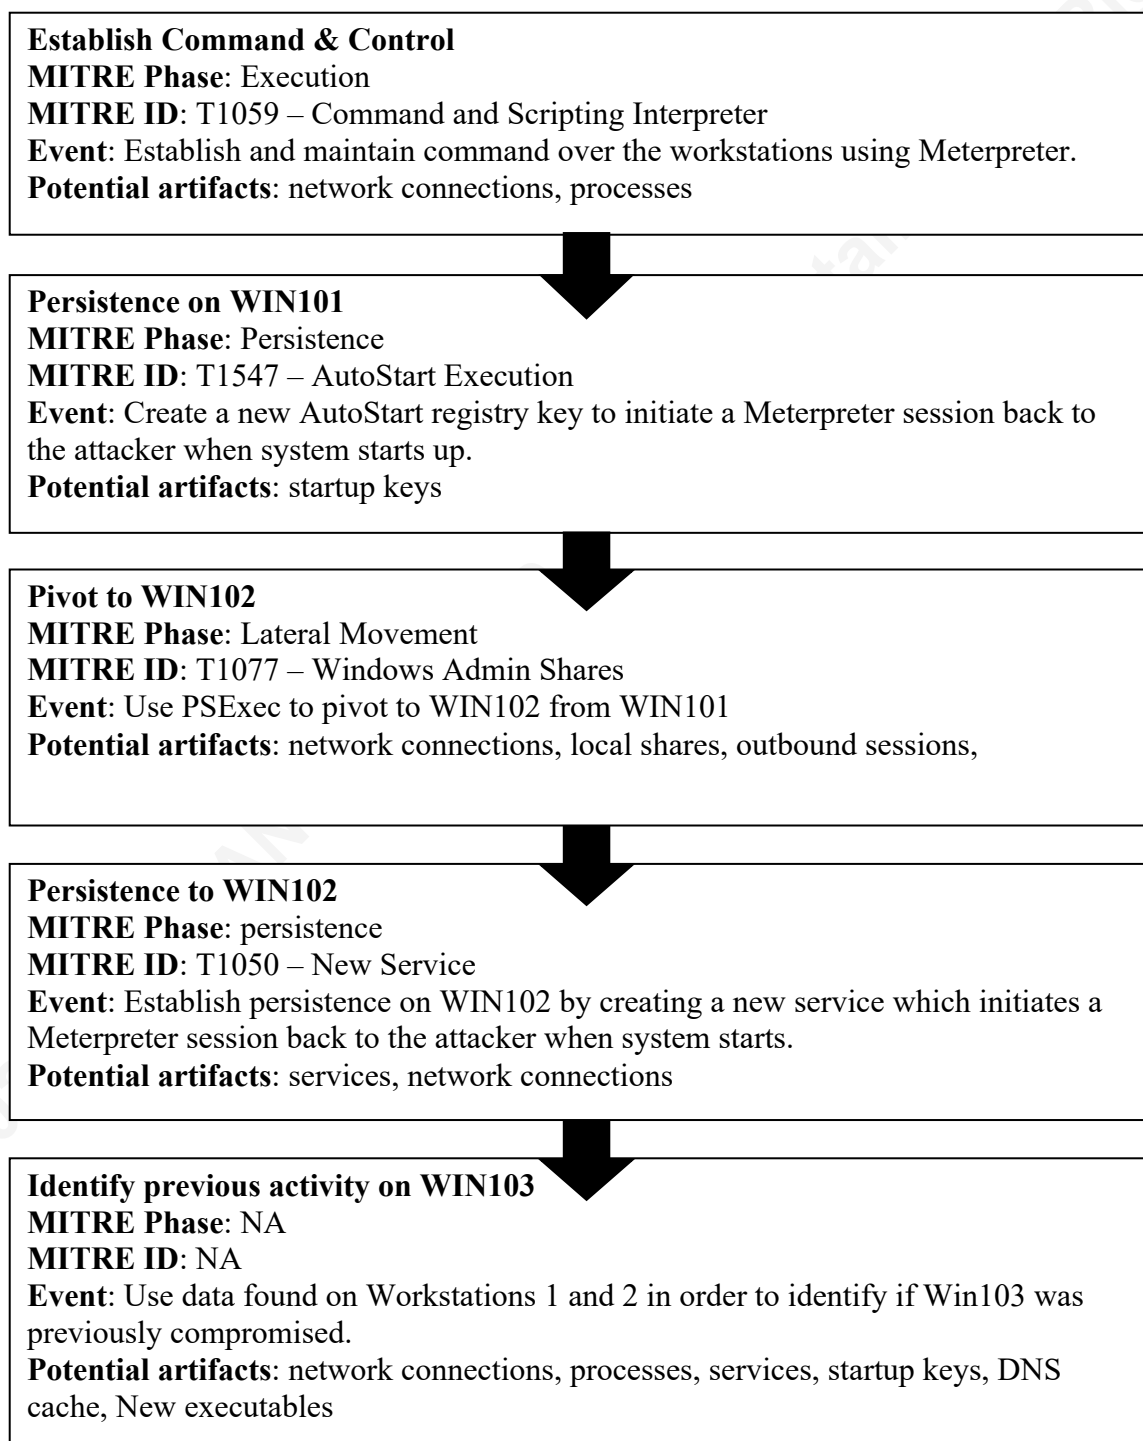 Establish Command & Control
MITRE Phase: Execution
MITRE ID: T1059 – Command and Scripting Interpreter
Event: Establish and maintain command over the workstations using Meterpreter.
Potential artifacts: network connections, processes
Persistence on WIN101
MITRE Phase: Persistence
MITRE ID: T1547 – AutoStart Execution
Event: Create a new AutoStart registry key to initiate a Meterpreter session back to
the attacker when system starts up.
Potential artifacts: startup keys
Pivot to WIN102
MITRE Phase: Lateral Movement
MITRE ID: T1077 – Windows Admin Shares
Event: Use PSExec to pivot to WIN102 from WIN101
Potential artifacts: network connections, local shares, outbound sessions,
Persistence to WIN102
MITRE Phase: persistence
MITRE ID: T1050 – New Service
Event: Establish persistence on WIN102 by creating a new service which initiates a
Meterpreter session back to the attacker when system starts.
Potential artifacts: services, network connections
Identify previous activity on WIN103
MITRE Phase: NA
MITRE ID: NA
Event: Use data found on Workstations 1 and 2 in order to identify if Win103 was
previously compromised.
Potential artifacts: network connections, processes, services, startup keys, DNS
cache, New executables